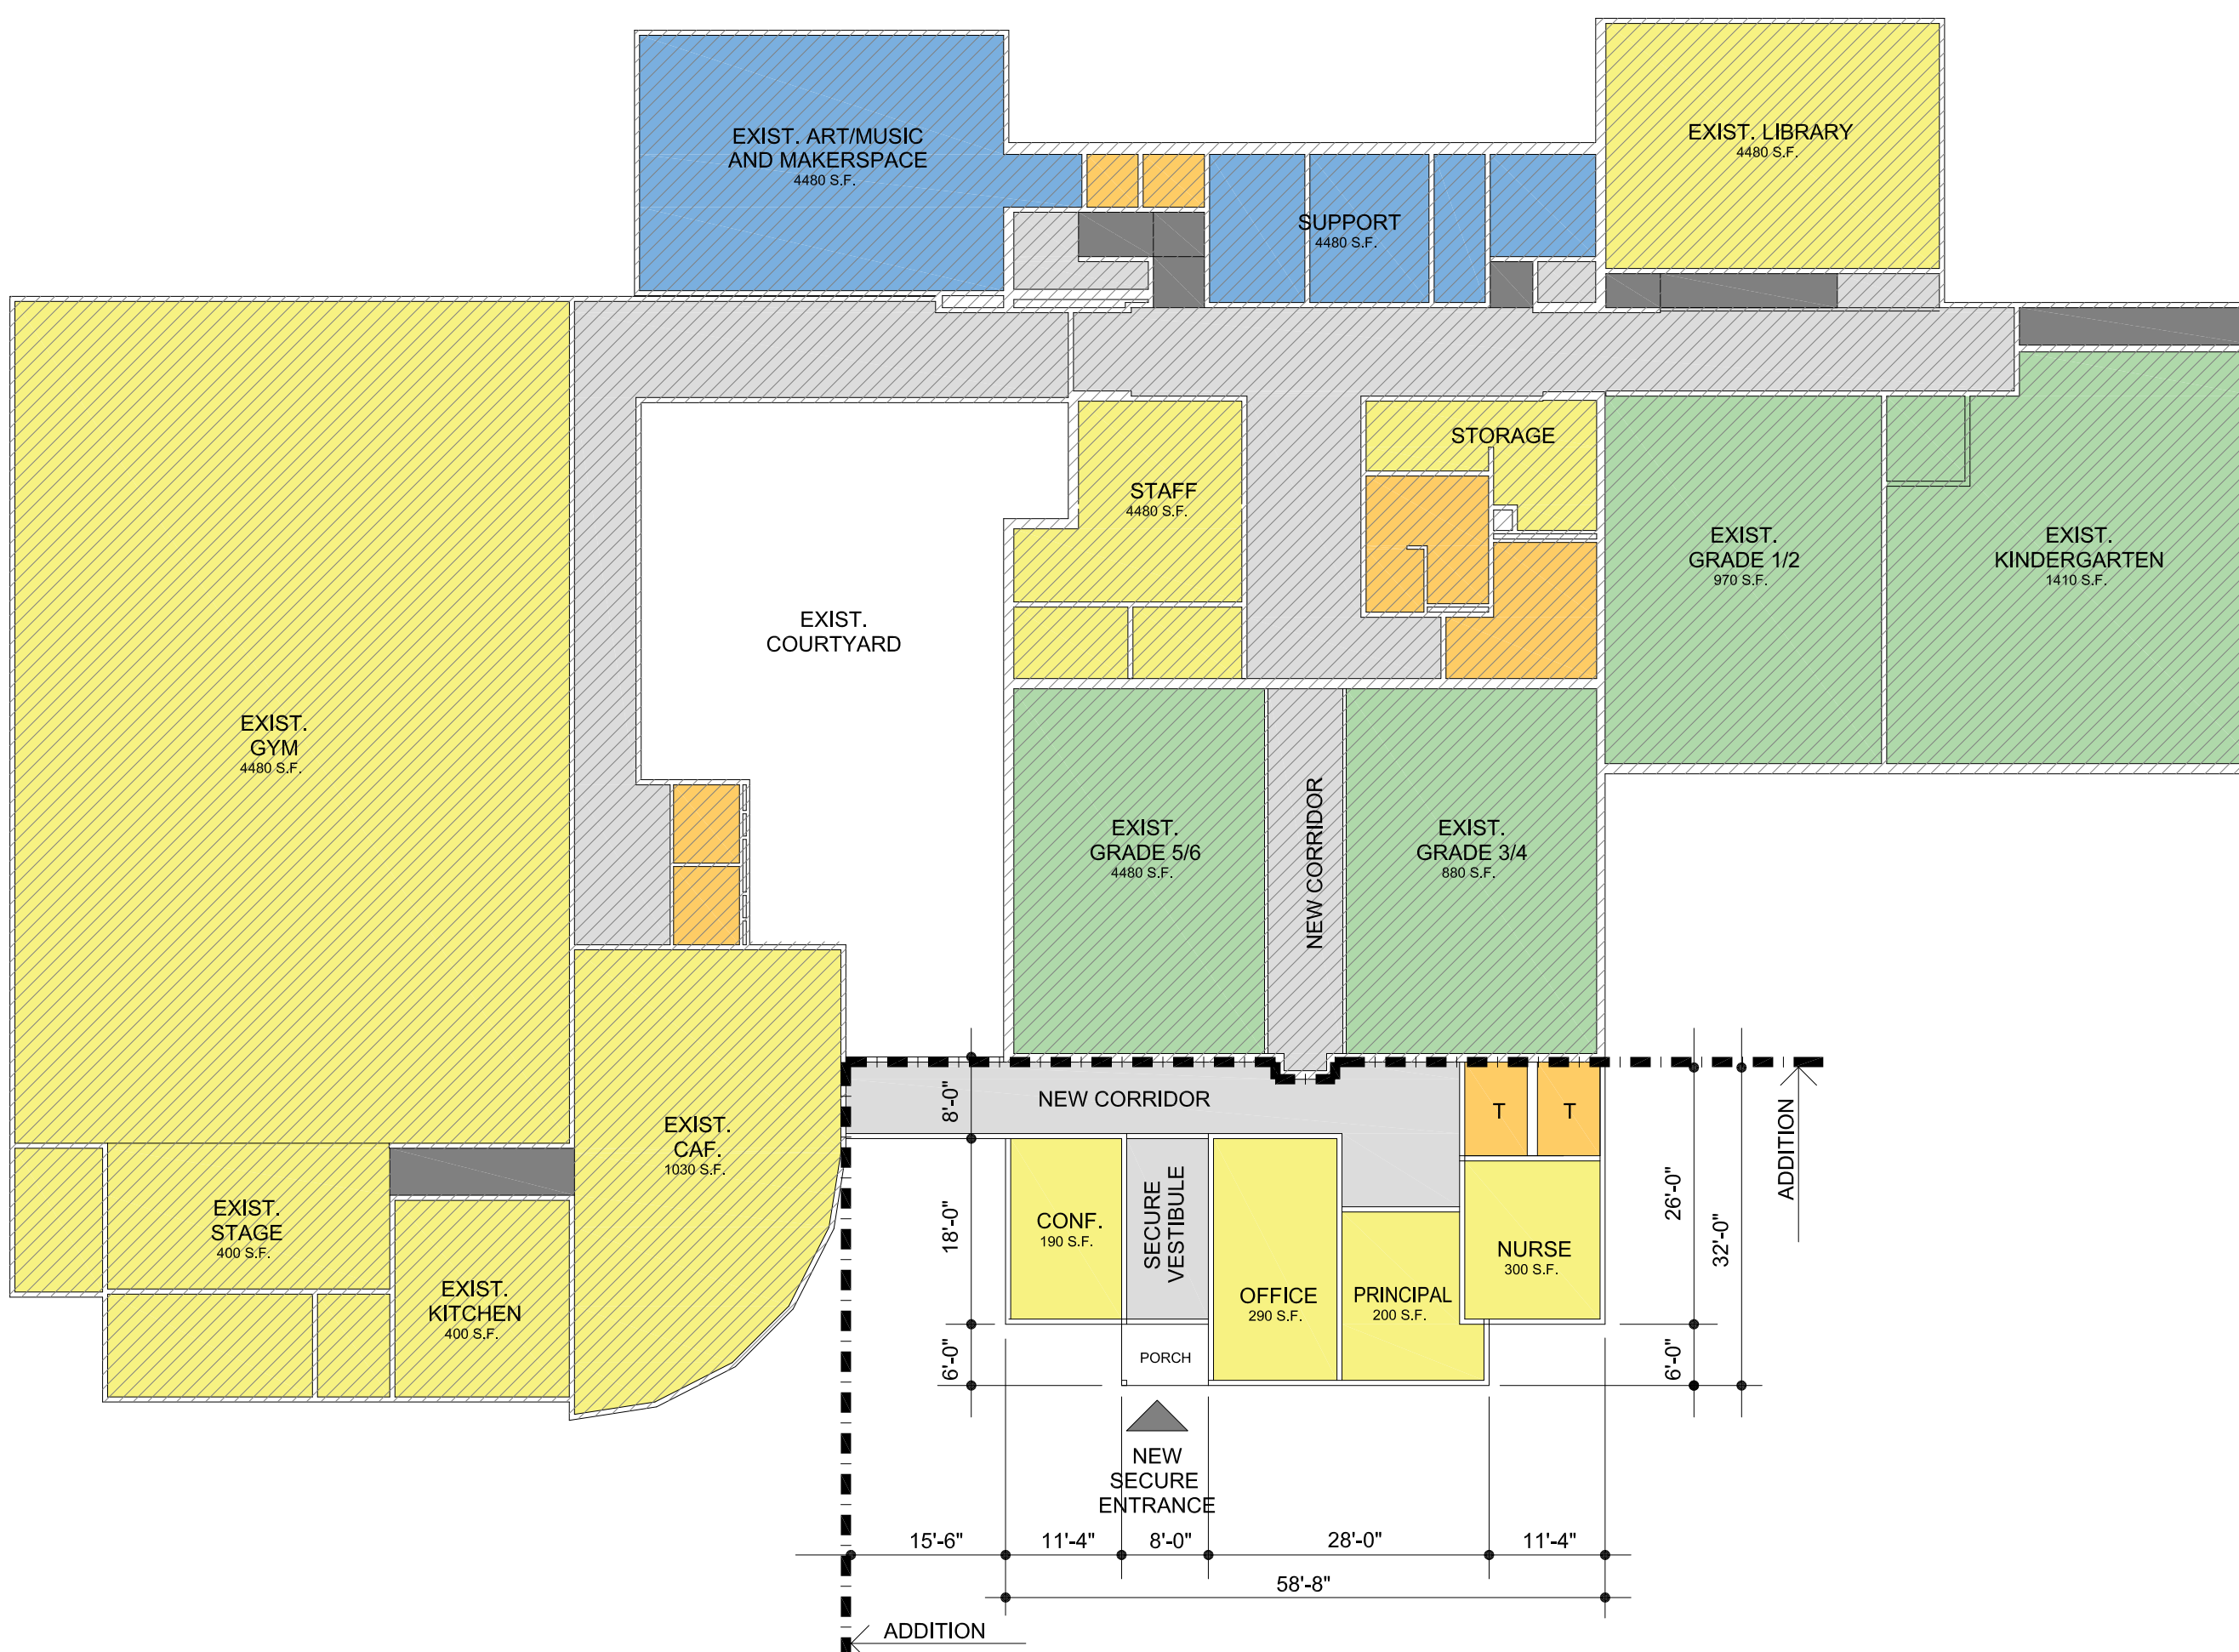 EXIST. ART/MUSIC
AND MAKERSPACE
4480 S.F.
EXIST. LIBRARY
4480 S.F.
SUPPORT
4480 S.F.
STORAGE
STAFF
4480 S.F.
EXIST.
GRADE 1/2
970 S.F.
EXIST.
KINDERGARTEN
1410 S.F.
EXIST.
COURTYARD
EXIST.
GYM
4480 S.F.
EXIST.
GRADE 5/6
4480 S.F.
NEW CORRIDOR
EXIST.
GRADE 3/4
880 S.F.
8'-0"
NEW CORRIDOR
T
T
ADDITION
EXIST.
CAF.
1030 S.F.
EXIST.
STAGE
400 S.F.
EXIST.
KITCHEN
400 S.F.
18'-0"
CONF.
190 S.F.
SECURE
VESTIBULE
OFFICE
290 S.F.
PRINCIPAL
200 S.F.
NURSE
300 S.F.
26'-0"
32'-0"
6'-0"
PORCH
6'-0"
NEW
SECURE
ENTRANCE
15'-6"
11'-4"
8'-0"
28'-0"
11'-4"
58'-8"
ADDITION